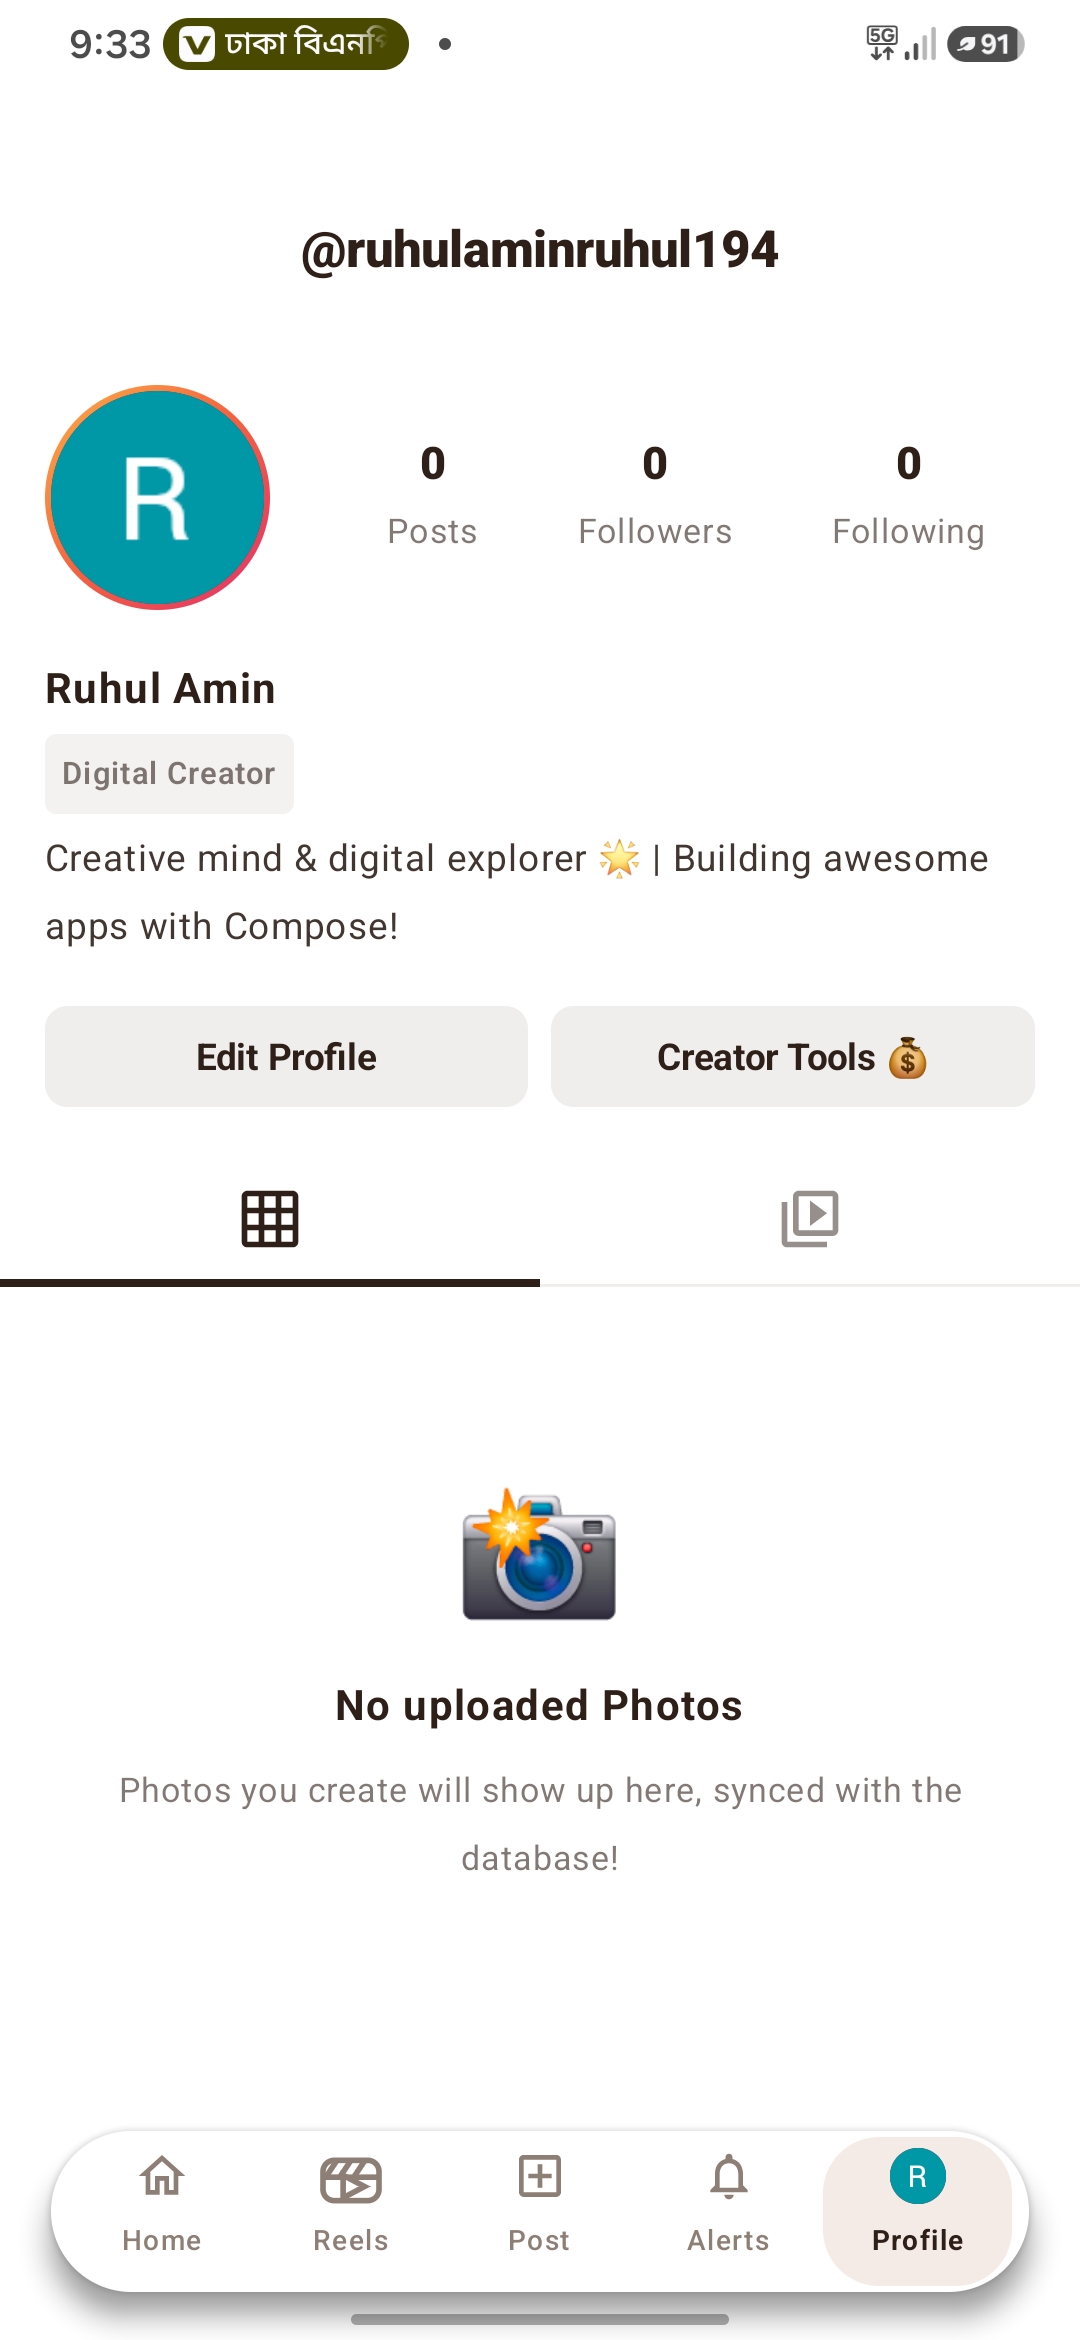 9:33 ঢাকা বিএনপি 5G 91
@ruhulaminruhul194
R
0 0 0
Posts Followers Following
Ruhul Amin
Digital Creator
Creative mind & digital explorer 🌟 | Building awesome
apps with Compose!
Edit Profile Creator Tools 💰
No uploaded Photos
Photos you create will show up here, synced with the
database!
R
Home Reels Post Alerts Profile